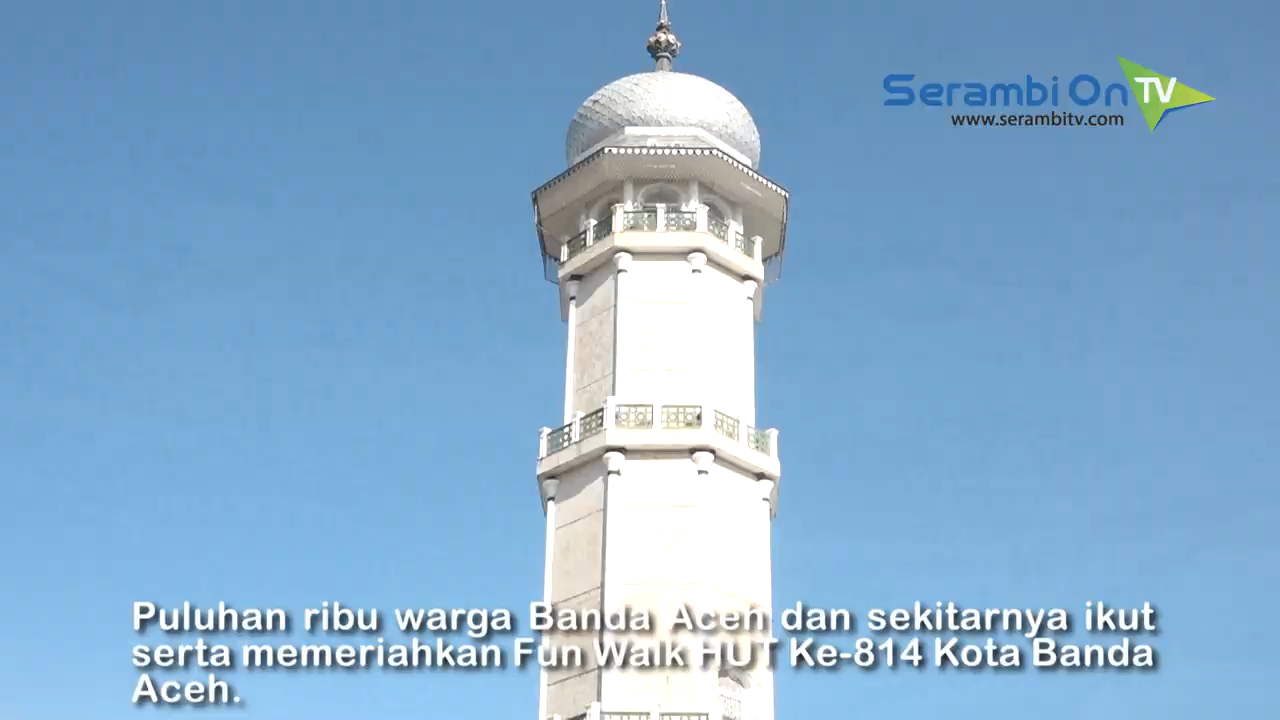 Serambi On TV
www.serambitv.com
Puluhan ribu warga Banda Aceh dan sekitarnya ikut
serta memeriahkan Fun Walk HUT Ke-814 Kota Banda
Aceh.